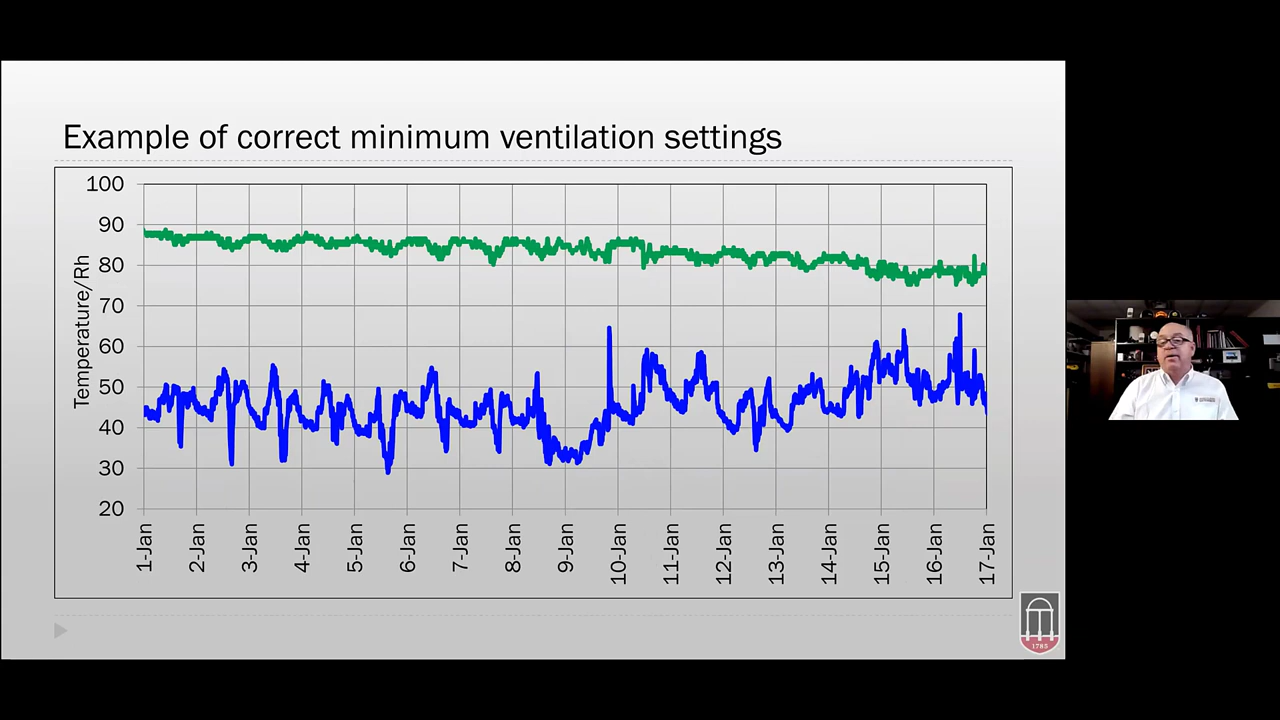 Example of correct minimum ventilation settings
Temperature/Rh
100
90
80
70
60
50
40
30
20
1-Jan
2-Jan
3-Jan
4-Jan
5-Jan
6-Jan
7-Jan
8-Jan
9-Jan
10-Jan
11-Jan
12-Jan
13-Jan
14-Jan
15-Jan
16-Jan
17-Jan
1785